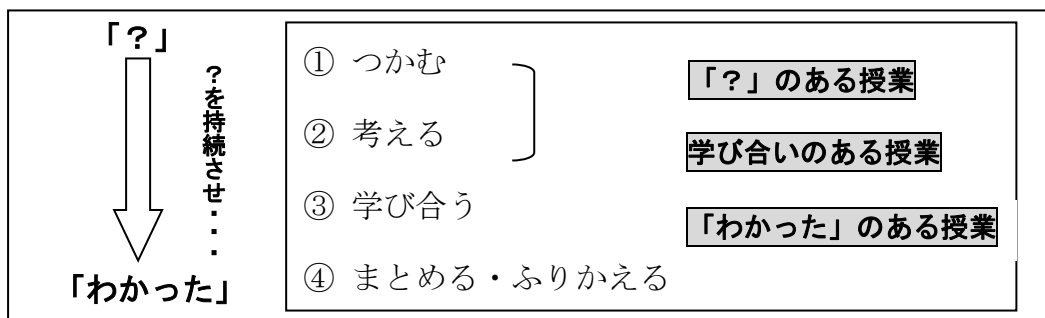 「？」
？を持続させ・・・
「わかった」
① つかむ
② 考える
③ 学び合う
④ まとめる・ふりかえる
「？」のある授業
学び合いのある授業
「わかった」のある授業